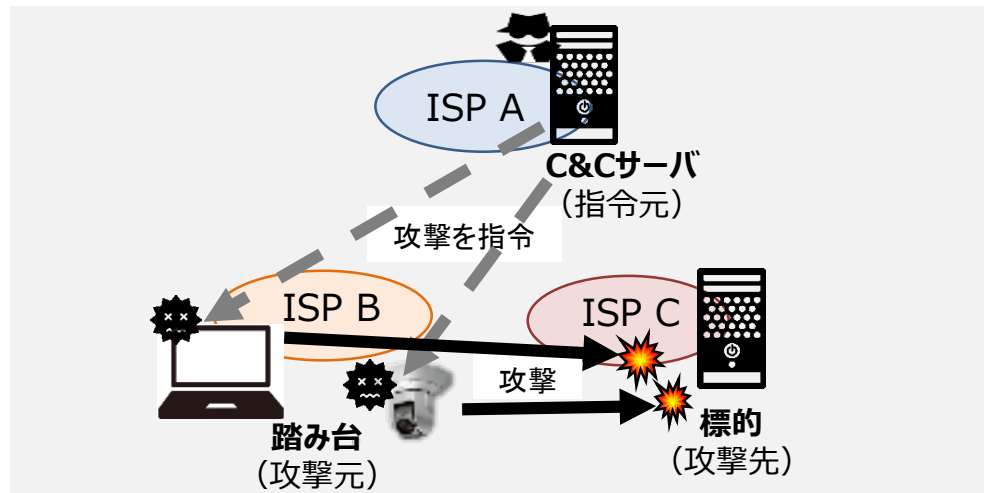 ISP A
C&Cサーバ
（指令元）
攻撃を指令
ISP B
ISP C
攻撃
踏み台
（攻撃元）
標的
（攻撃先）